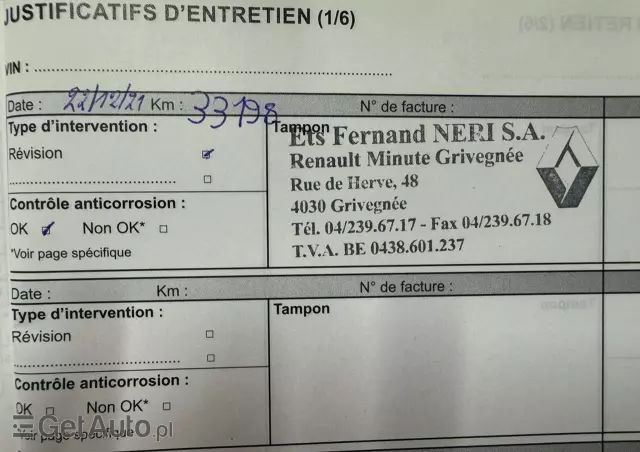 JUSTIFICATIFS D'ENTRETIEN (1/6)
VIN :
Date : 22/12/21 Km : 33198 N° de facture :
Type d'intervention : Tampon
Révision
Contrôle anticorrosion :
OK Non OK*
*Voir page spécifique
Ets Fernand NERI S.A.
Renault Minute Grivegnée
Rue de Herve, 48
4030 Grivegnée
Tél. 04/239.67.17 - Fax 04/239.67.18
T.V.A. BE 0438.601.237
Date : Km : N° de facture :
Type d'intervention : Tampon
Révision
Contrôle anticorrosion :
OK Non OK*
*Voir page spécifique
GetAuto.pl